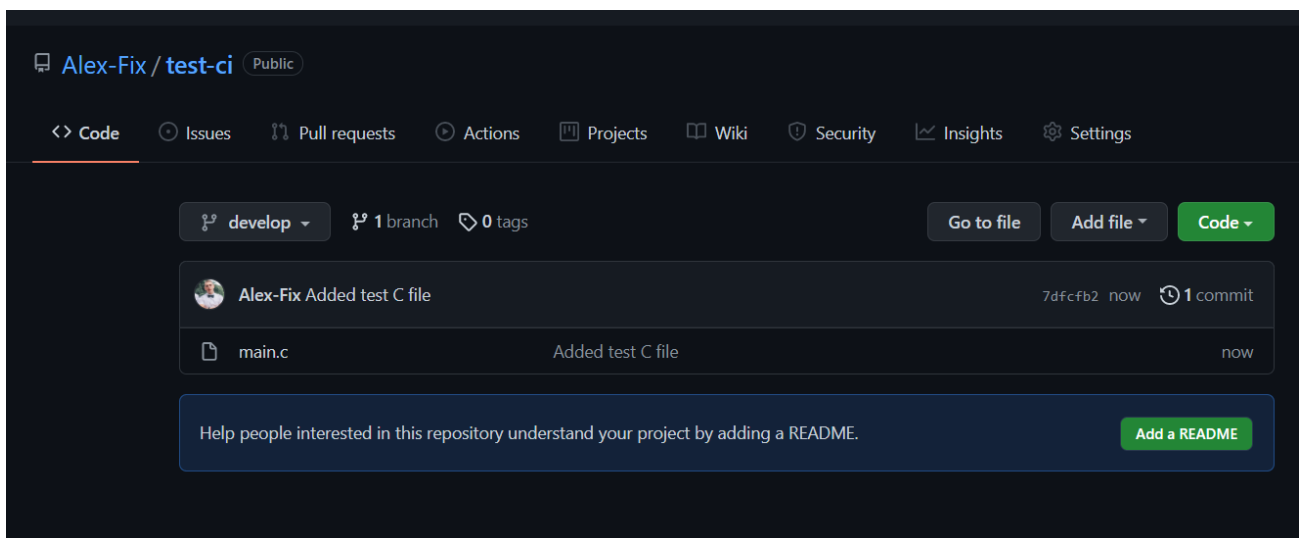 Alex-Fix / test-ci Public
Code Issues Pull requests Actions Projects Wiki Security Insights Settings
develop 1 branch 0 tags Go to file Add file Code
Alex-Fix Added test C file 7dfcfb2 now 1 commit
main.c Added test C file now
Help people interested in this repository understand your project by adding a README. Add a README